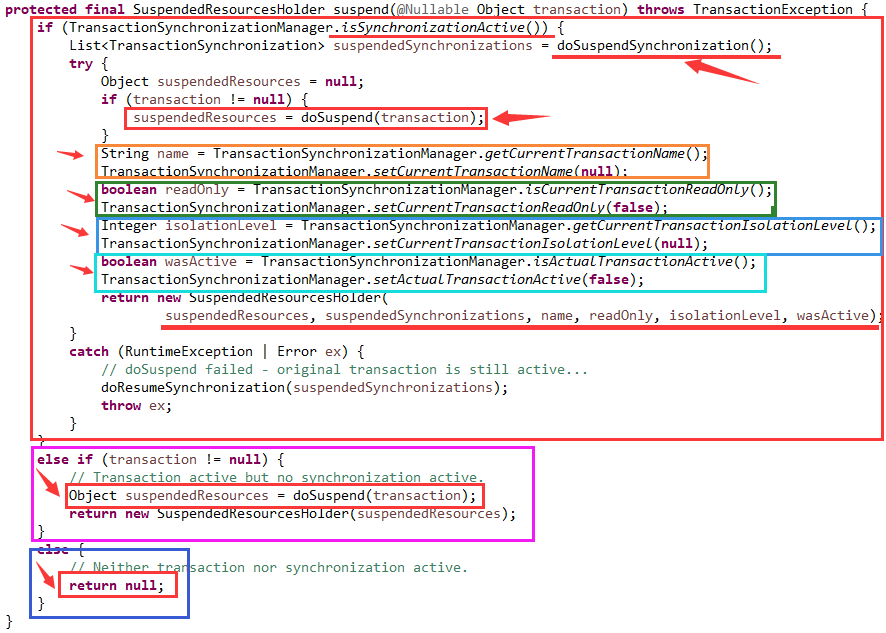 protected final SuspendedResourcesHolder suspend(@Nullable Object transaction) throws TransactionException {
if (TransactionSynchronizationManager.isSynchronizationActive()) {
List<TransactionSynchronization> suspendedSynchronizations = doSuspendSynchronization();
try {
Object suspendedResources = null;
if (transaction != null) {
suspendedResources = doSuspend(transaction);
}
String name = TransactionSynchronizationManager.getCurrentTransactionName();
TransactionSynchronizationManager.setCurrentTransactionName(null);
boolean readOnly = TransactionSynchronizationManager.isCurrentTransactionReadOnly();
TransactionSynchronizationManager.setCurrentTransactionReadOnly(false);
Integer isolationLevel = TransactionSynchronizationManager.getCurrentTransactionIsolationLevel();
TransactionSynchronizationManager.setCurrentTransactionIsolationLevel(null);
boolean wasActive = TransactionSynchronizationManager.isActualTransactionActive();
TransactionSynchronizationManager.setActualTransactionActive(false);
return new SuspendedResourcesHolder(
suspendedResources, suspendedSynchronizations, name, readOnly, isolationLevel, wasActive);
}
catch (RuntimeException | Error ex) {
// doSuspend failed - original transaction is still active...
doResumeSynchronization(suspendedSynchronizations);
throw ex;
}
}
else if (transaction != null) {
// Transaction active but no synchronization active.
Object suspendedResources = doSuspend(transaction);
return new SuspendedResourcesHolder(suspendedResources);
}
else {
// Neither transaction nor synchronization active.
return null;
}
}